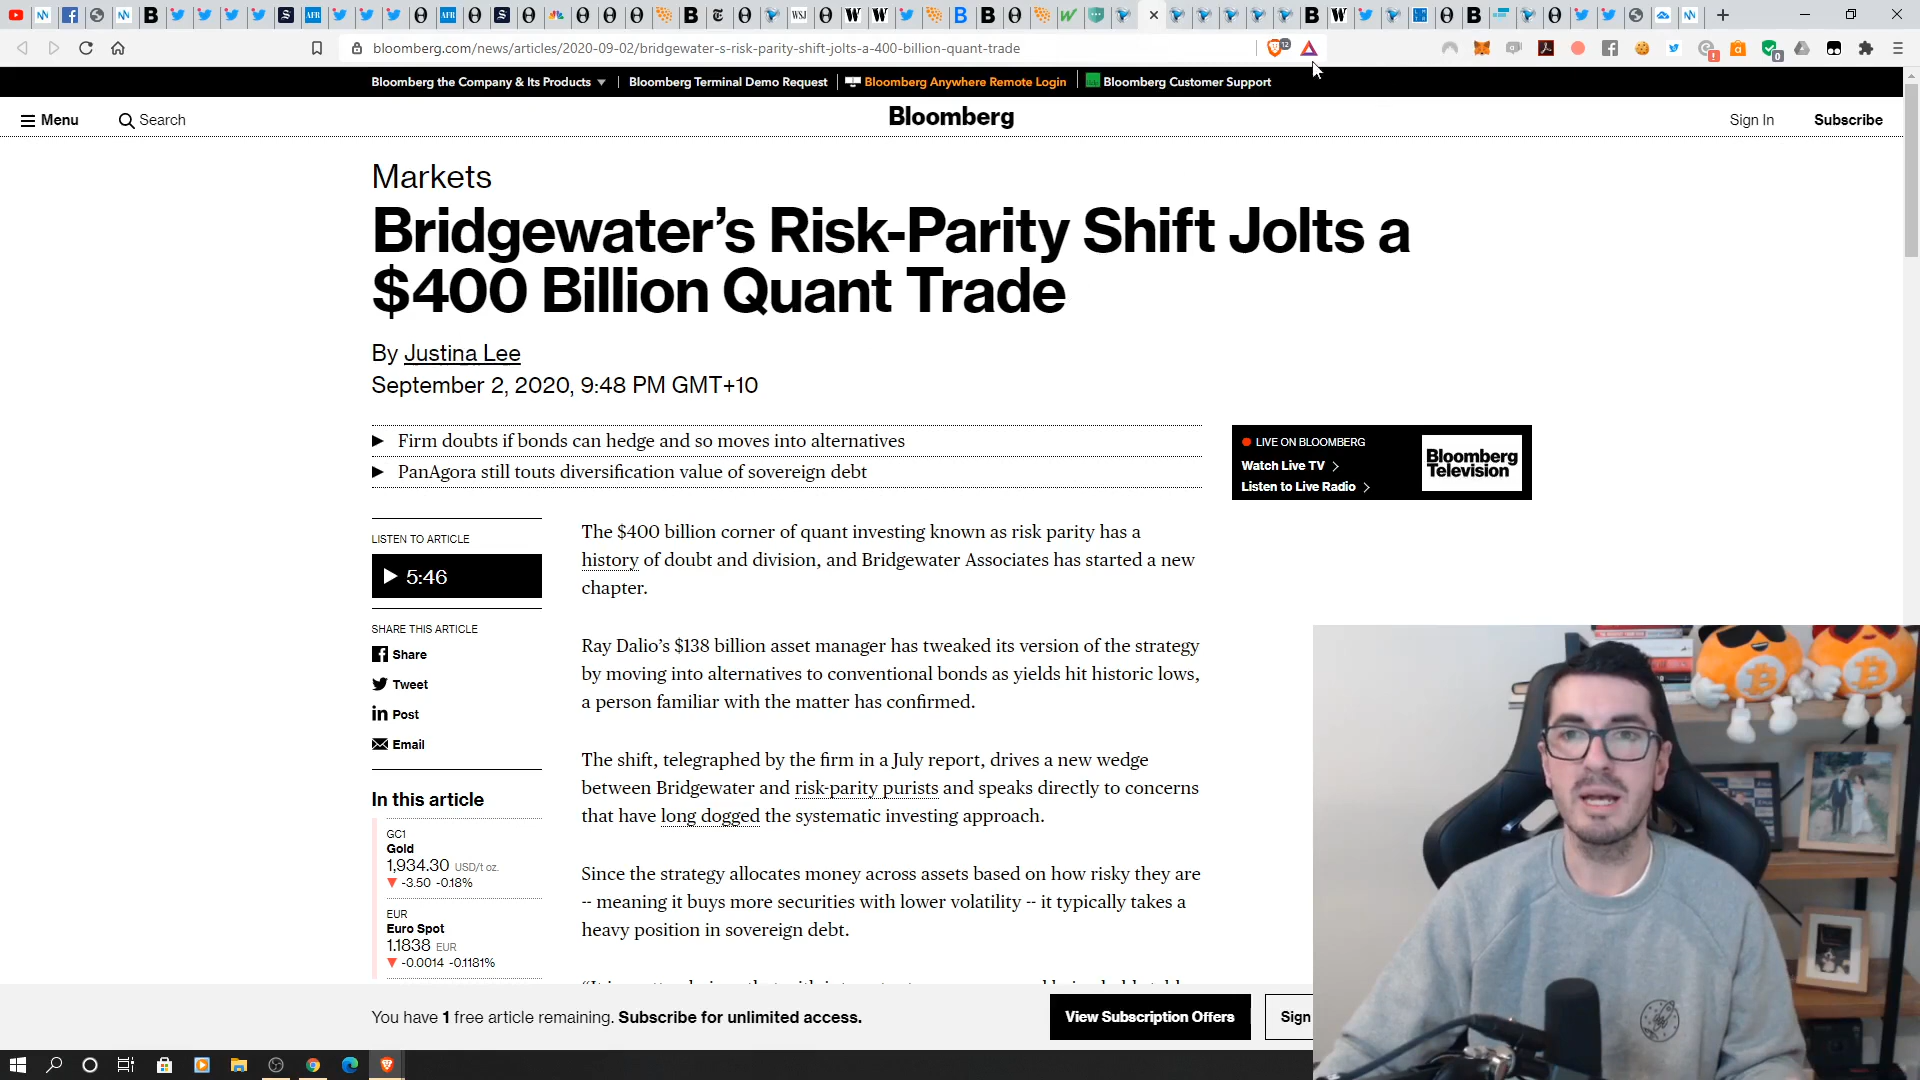 bloomberg.com/news/articles/2020-09-02/bridgewater-s-risk-parity-shift-jolts-a-400-billion-quant-trade
Bloomberg the Company & Its Products
Bloomberg Terminal Demo Request
Bloomberg Anywhere Remote Login
Bloomberg Customer Support
Menu
Search
Bloomberg
Sign In
Subscribe
Markets
Bridgewater’s Risk-Parity Shift Jolts a
$400 Billion Quant Trade
By Justina Lee
September 2, 2020, 9:48 PM GMT+10
Firm doubts if bonds can hedge and so moves into alternatives
PanAgora still touts diversification value of sovereign debt
LIVE ON BLOOMBERG
Watch Live TV
Listen to Live Radio
Bloomberg
Television
LISTEN TO ARTICLE
5:46
SHARE THIS ARTICLE
Share
Tweet
Post
Email
In this article
GC1
Gold
1,934.30 USD/t oz.
▼ -3.50 -0.18%
EUR
Euro Spot
1.1838 EUR
▼ -0.0014 -0.1181%
The $400 billion corner of quant investing known as risk parity has a
history of doubt and division, and Bridgewater Associates has started a new
chapter.
Ray Dalio’s $138 billion asset manager has tweaked its version of the strategy
by moving into alternatives to conventional bonds as yields hit historic lows,
a person familiar with the matter has confirmed.
The shift, telegraphed by the firm in a July report, drives a new wedge
between Bridgewater and risk-parity purists and speaks directly to concerns
that have long dogged the systematic investing approach.
Since the strategy allocates money across assets based on how risky they are
-- meaning it buys more securities with lower volatility -- it typically takes a
heavy position in sovereign debt.
You have 1 free article remaining. Subscribe for unlimited access.
View Subscription Offers
Sign